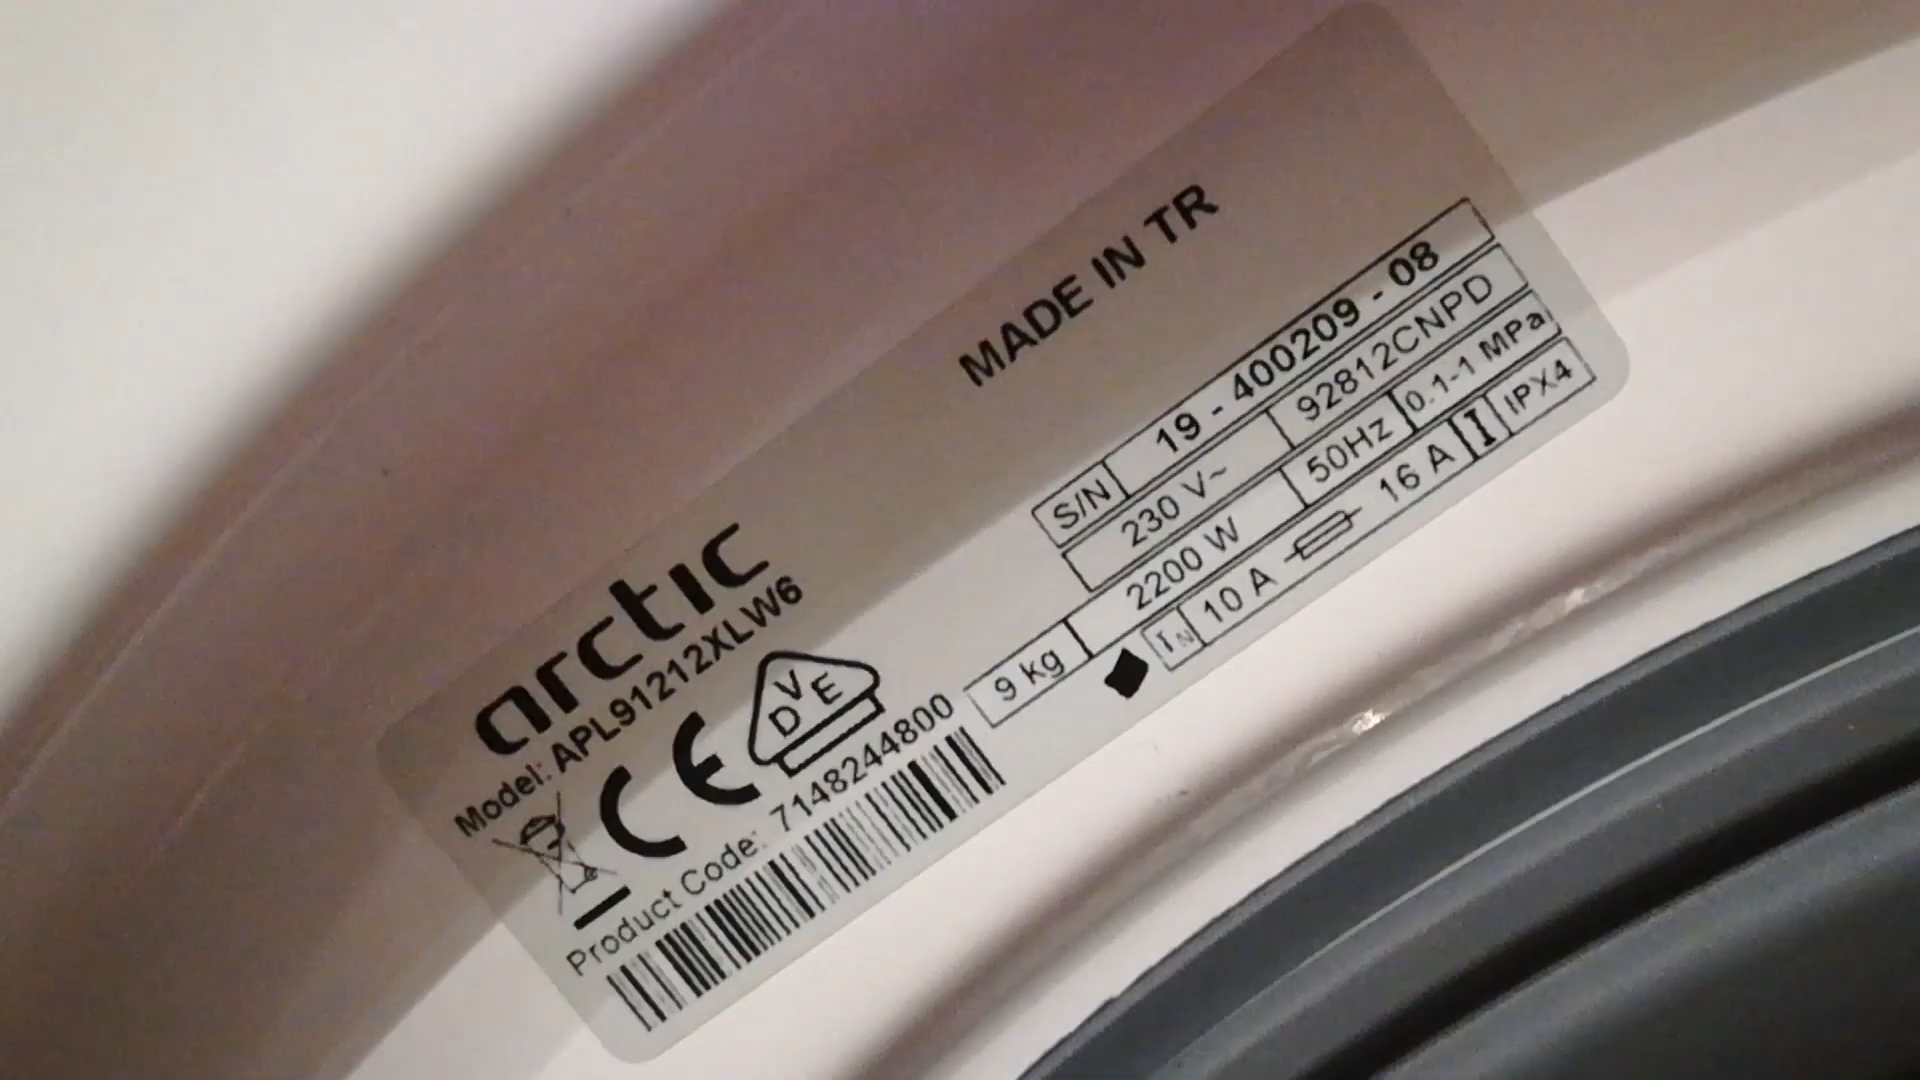 MADE IN TR
arctic
Model: APL91212XLW6
CE
VDE
Product Code: 7148244800
S/N 19 - 400209 - 08
230 V~ 92812CNPD
2200 W 50Hz 0.1-1 MPa
9 kg
IN 10 A 16 A I IPX4